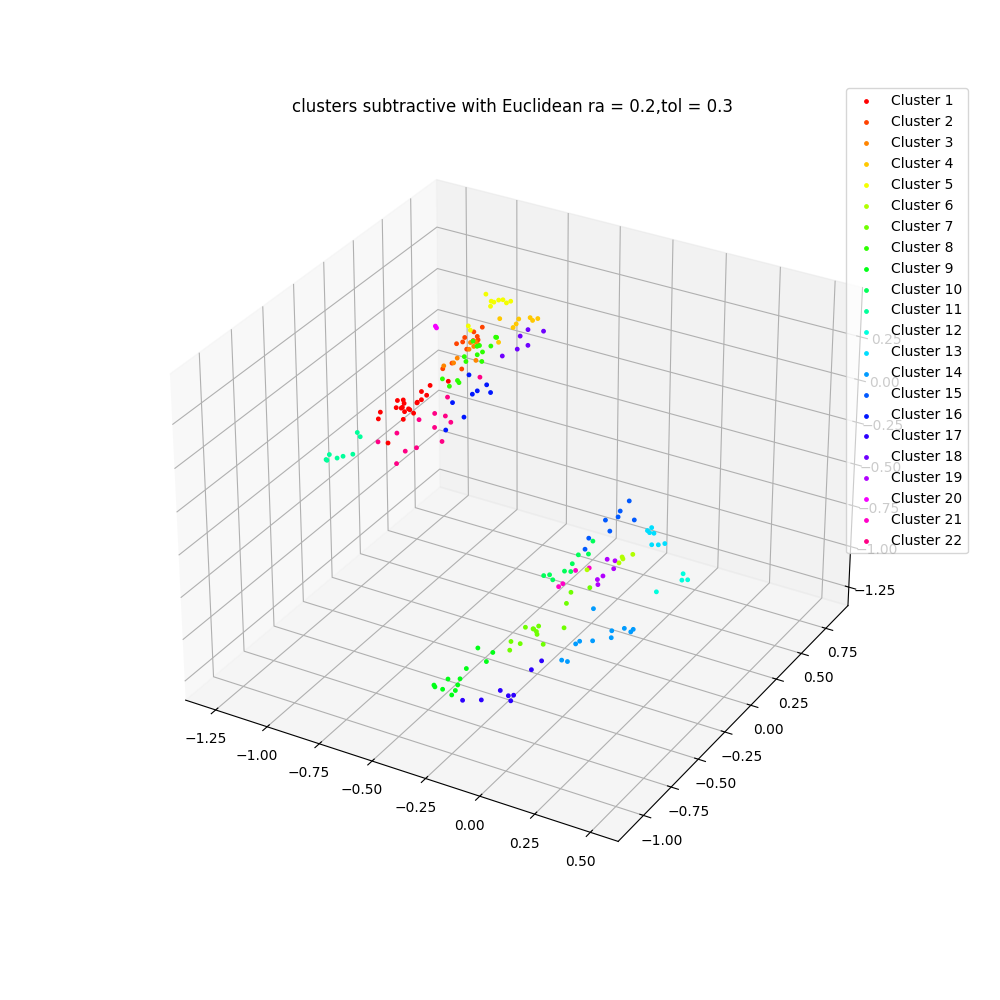 clusters subtractive with Euclidean ra = 0.2,tol = 0.3
Cluster 1
Cluster 2
Cluster 3
Cluster 4
Cluster 5
Cluster 6
Cluster 7
Cluster 8
Cluster 9
Cluster 10
Cluster 11
Cluster 12
Cluster 13
Cluster 14
Cluster 15
Cluster 16
Cluster 17
Cluster 18
Cluster 19
Cluster 20
Cluster 21
Cluster 22
0.25
0.00
−0.25
−0.50
−0.75
−1.00
−1.25
0.75
0.50
0.25
0.00
−0.25
−0.50
−0.75
−1.00
−1.25
−1.00
−0.75
−0.50
−0.25
0.00
0.25
0.50